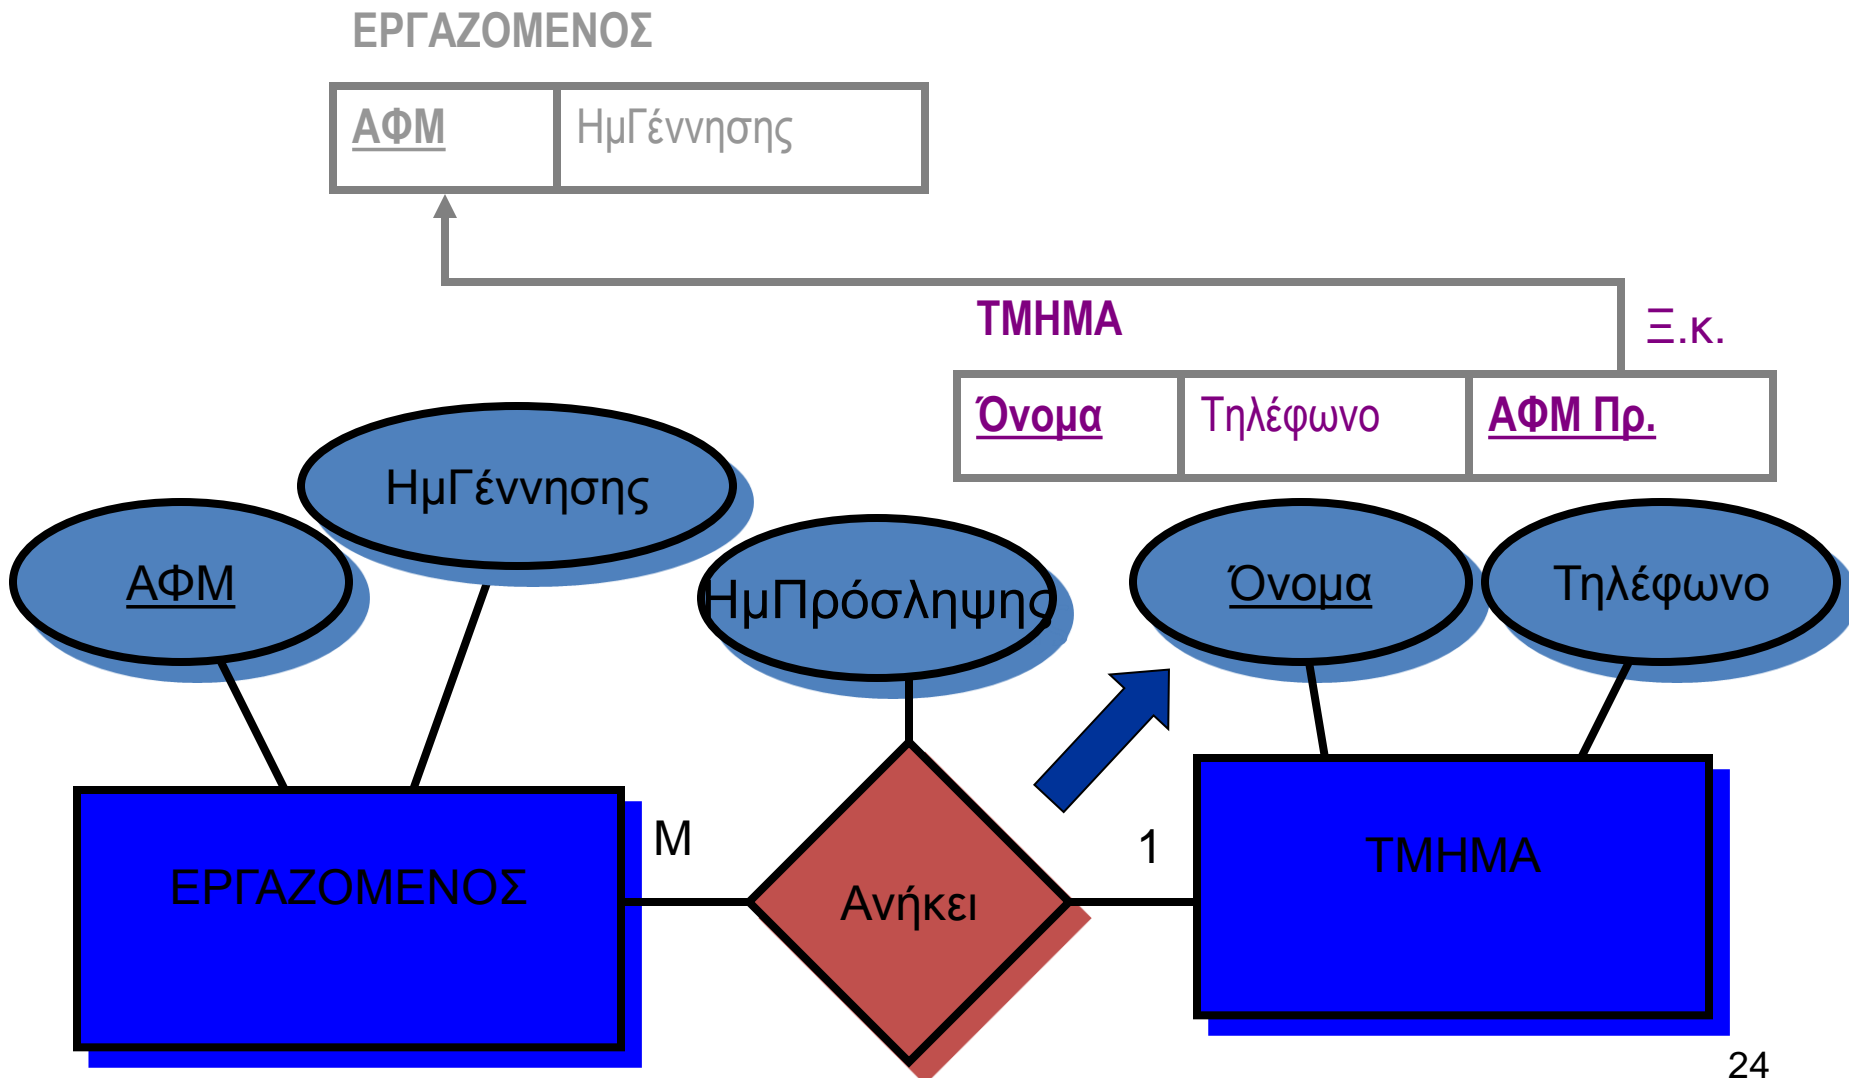 ΕΡΓΑΖΟΜΕΝΟΣ
ΑΦΜ ΗμΓέννησης
ΤΜΗΜΑ Ξ.κ.
Όνομα Τηλέφωνο ΑΦΜ Πρ.
ΗμΓέννησης
ΑΦΜ ΗμΠρόσληψης Όνομα Τηλέφωνο
ΕΡΓΑΖΟΜΕΝΟΣ Μ Ανήκει 1 ΤΜΗΜΑ
24